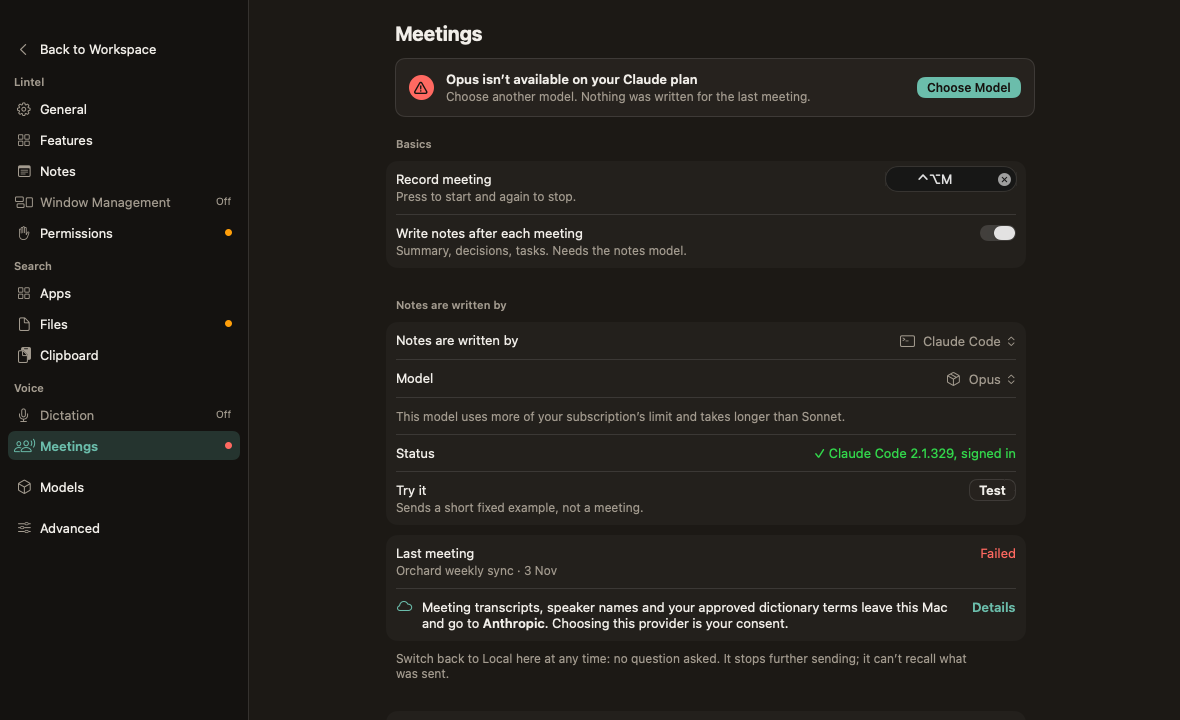 Back to Workspace
Lintel
General
Features
Notes
Window Management Off
Permissions
Search
Apps
Files
Clipboard
Voice
Dictation Off
Meetings
Models
Advanced
Meetings
Opus isn’t available on your Claude plan
Choose another model. Nothing was written for the last meeting.
Choose Model
Basics
Record meeting
Press to start and again to stop.
⌃⌥M
Write notes after each meeting
Summary, decisions, tasks. Needs the notes model.
Notes are written by
Notes are written by Claude Code
Model Opus
This model uses more of your subscription’s limit and takes longer than Sonnet.
Status ✓ Claude Code 2.1.329, signed in
Try it
Sends a short fixed example, not a meeting.
Test
Last meeting Failed
Orchard weekly sync · 3 Nov
Meeting transcripts, speaker names and your approved dictionary terms leave this Mac
and go to Anthropic. Choosing this provider is your consent.
Details
Switch back to Local here at any time: no question asked. It stops further sending; it can’t recall what
was sent.